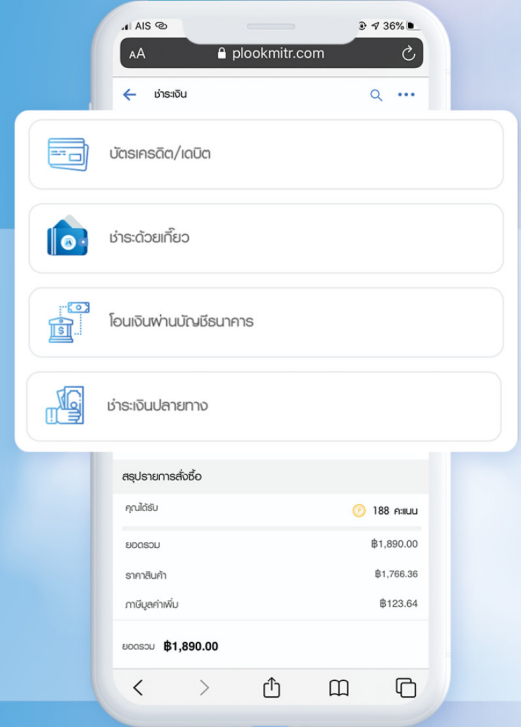 AIS 36%
AA plookmitr.com
ชำระเงิน
บัตรเครดิต/เดบิต
ชำระด้วยเกี๊ยว
โอนเงินผ่านบัญชีธนาคาร
ชำระเงินปลายทาง
สรุปรายการสั่งซื้อ
คุณได้รับ 188 คะแนน
ยอดรวม ฿1,890.00
ราคาสินค้า ฿1,766.36
ภาษีมูลค่าเพิ่ม ฿123.64
ยอดรวม ฿1,890.00